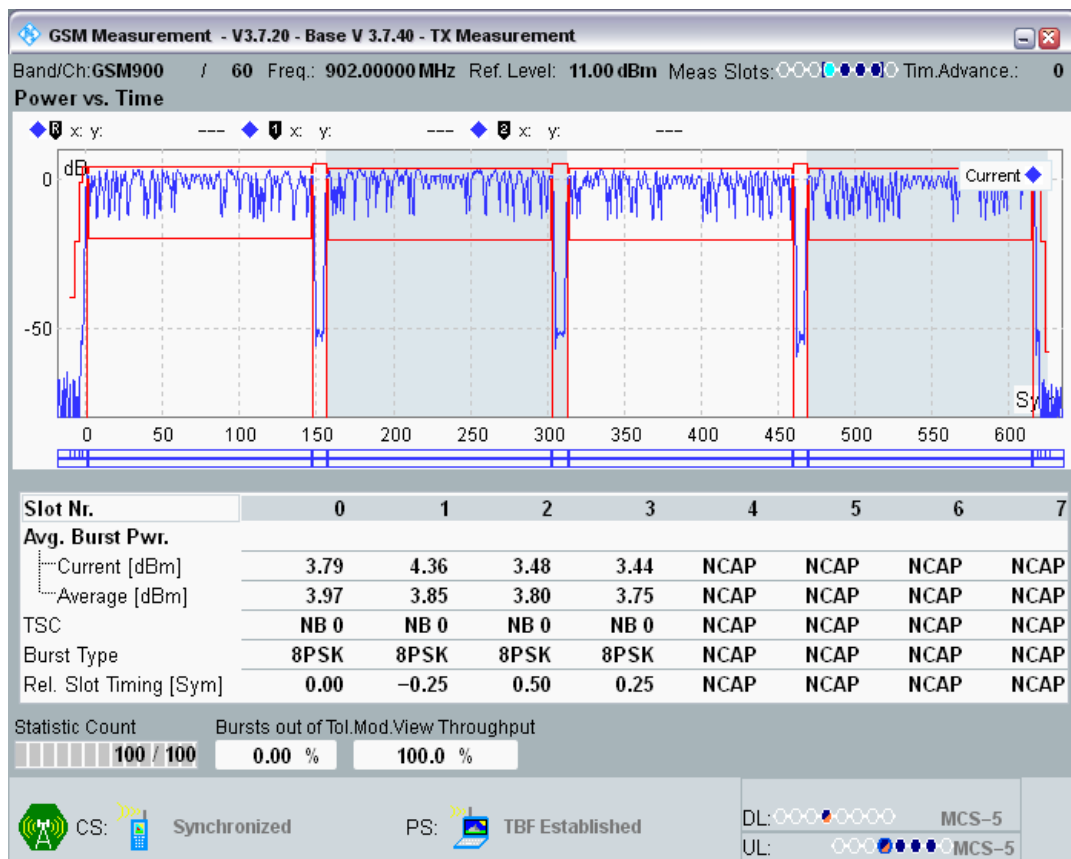 GSM Measurement - V3.7.20 - Base V 3.7.40 - TX Measurement
Band/Ch:GSM900 / 60 Freq.: 902.00000 MHz Ref. Level: 11.00 dBm Meas Slots: Tim.Advance.: 0
Power vs. Time
R x: y: --- 1 x: y: --- 2 x: y: ---
dB
0
Current
-50
0 50 100 150 200 250 300 350 400 450 500 550 600
Slot Nr. 0 1 2 3 4 5 6 7
Avg. Burst Pwr.
Current [dBm] 3.79 4.36 3.48 3.44 NCAP NCAP NCAP NCAP
Average [dBm] 3.97 3.85 3.80 3.75 NCAP NCAP NCAP NCAP
TSC NB 0 NB 0 NB 0 NB 0 NCAP NCAP NCAP NCAP
Burst Type 8PSK 8PSK 8PSK 8PSK NCAP NCAP NCAP NCAP
Rel. Slot Timing [Sym] 0.00 −0.25 0.50 0.25 NCAP NCAP NCAP NCAP
Statistic Count Bursts out of Tol.Mod.View Throughput
100 / 100 0.00 % 100.0 %
CS: Synchronized PS: TBF Established
DL: MCS−5
UL: MCS−5